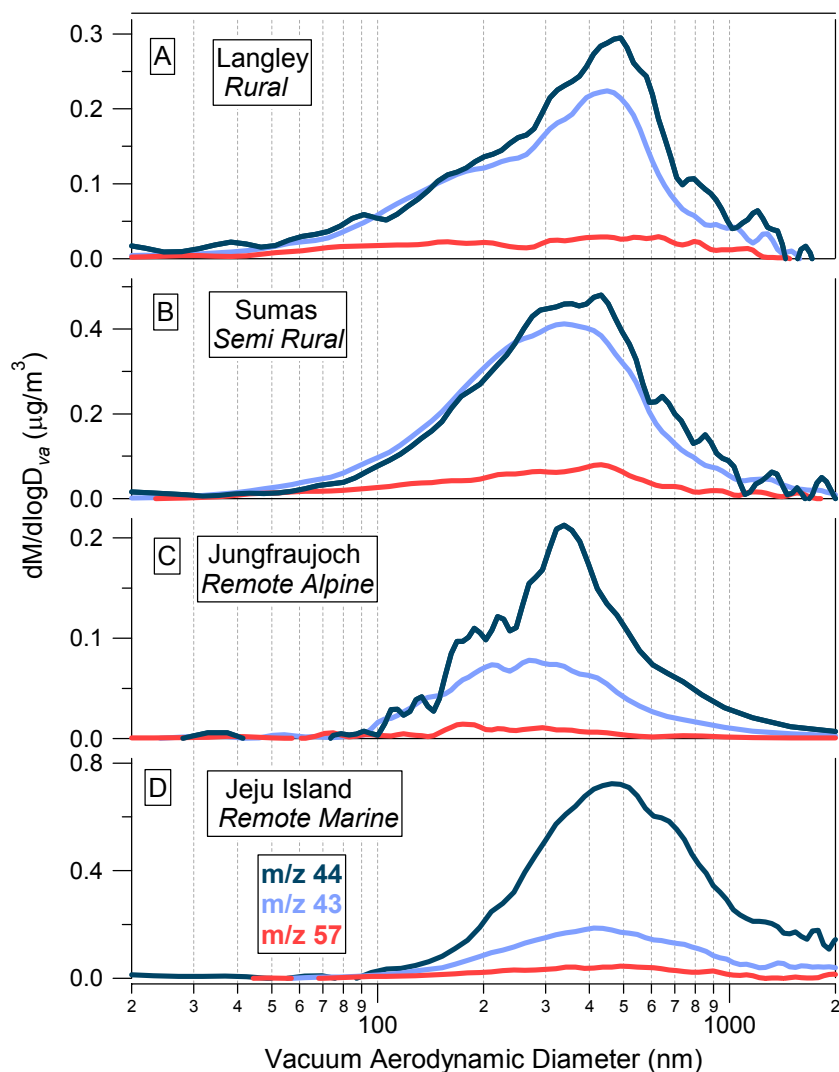 A
Langley
Rural
0.3
0.2
0.1
0.0
B
Sumas
Semi Rural
0.4
0.2
0.0
C
Jungfraujoch
Remote Alpine
0.2
0.1
0.0
D
Jeju Island
Remote Marine
0.8
0.4
0.0
m/z 44
m/z 43
m/z 57
dM/dlogDva (μg/m³)
2 3 4 5 6 7 8 9 2 3 4 5 6 7 8 9 2
100 1000
Vacuum Aerodynamic Diameter (nm)